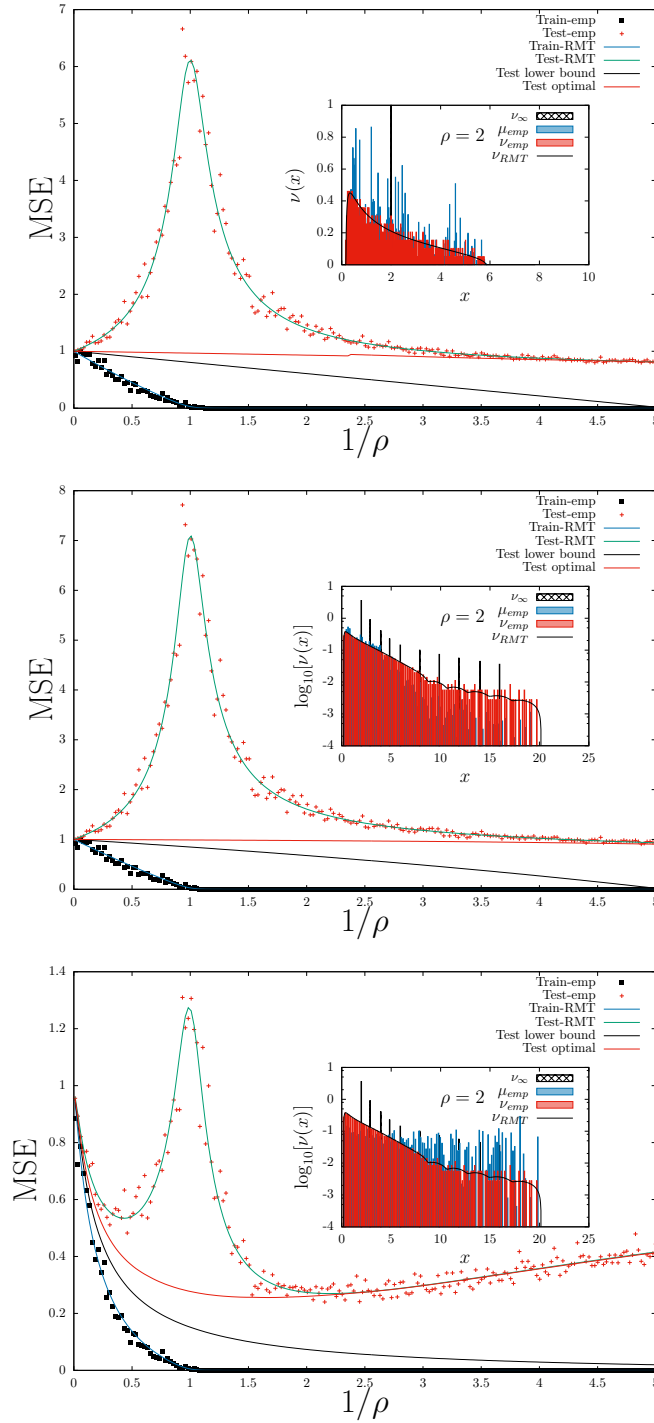 7
6
5
4
3
2
1
0
MSE
Train-emp
Test-emp
Train-RMT
Test-RMT
Test lower bound
Test optimal
1
0.8
0.6
0.4
0.2
0
ν(x)
ρ = 2
ν∞
μemp
νemp
νRMT
0 2 4 6 8 10
x
0 0.5 1 1.5 2 2.5 3 3.5 4 4.5 5
1/ρ
8
7
6
5
4
3
2
1
0
MSE
Train-emp
Test-emp
Train-RMT
Test-RMT
Test lower bound
Test optimal
1
0
-1
-2
-3
-4
log10[ν(x)]
ρ = 2
ν∞
μemp
νemp
νRMT
0 5 10 15 20 25
x
0 0.5 1 1.5 2 2.5 3 3.5 4 4.5 5
1/ρ
1.4
1.2
1
0.8
0.6
0.4
0.2
0
MSE
Train-emp
Test-emp
Train-RMT
Test-RMT
Test lower bound
Test optimal
1
0
-1
-2
-3
-4
log10[ν(x)]
ρ = 2
ν∞
μemp
νemp
νRMT
0 5 10 15 20 25
x
0 0.5 1 1.5 2 2.5 3 3.5 4 4.5 5
1/ρ